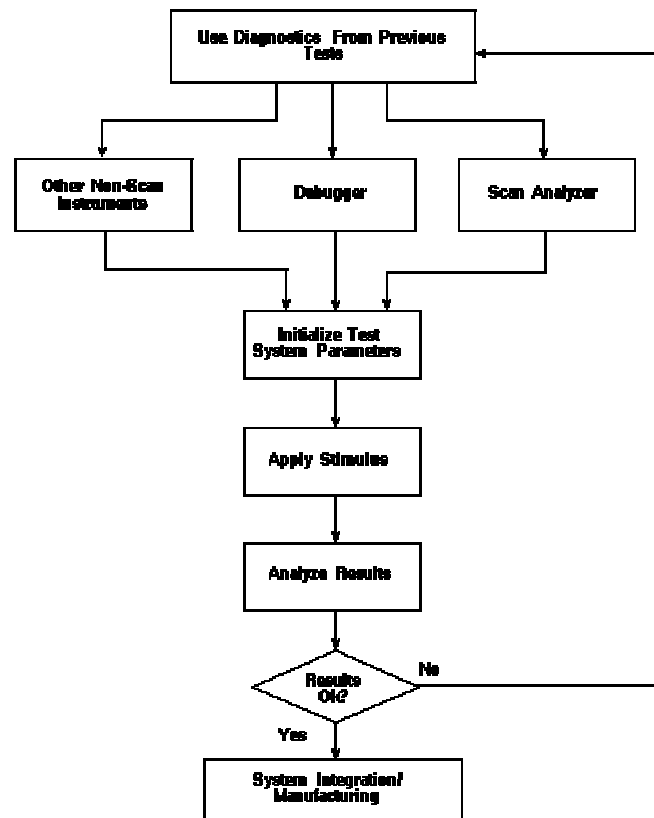 Use Diagnostics From Previous
Tests
Other Non-Scan
Instruments
Debugger
Scan Analyzer
Initialize Test
System Parameters
Apply Stimulus
Analyze Results
Results
OK?
No
Yes
System Integration/
Manufacturing